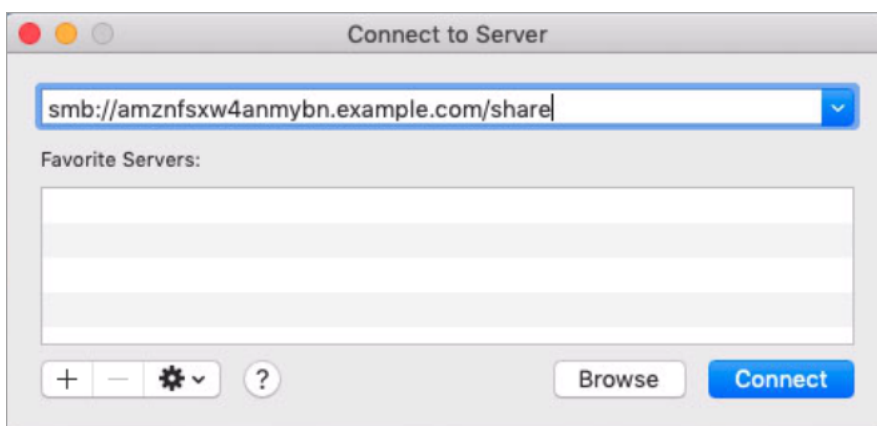 Connect to Server
smb://amznfsxw4anmybn.example.com/share
Favorite Servers:
+ − ?
Browse
Connect